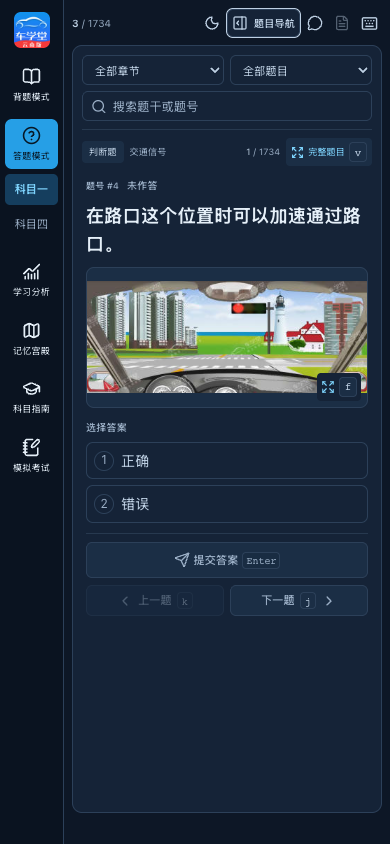 车学堂
云南版
3 / 1734
题目导航
背题模式
答题模式
科目一
科目四
学习分析
记忆宫殿
科目指南
模拟考试
全部章节
全部题目
搜索题干或题号
判断题
交通信号
1 / 1734
完整题目
v
题号 #4
未作答
在路口这个位置时可以加速通过路
口。
f
选择答案
1
正确
2
错误
提交答案
Enter
上一题
k
下一题
j